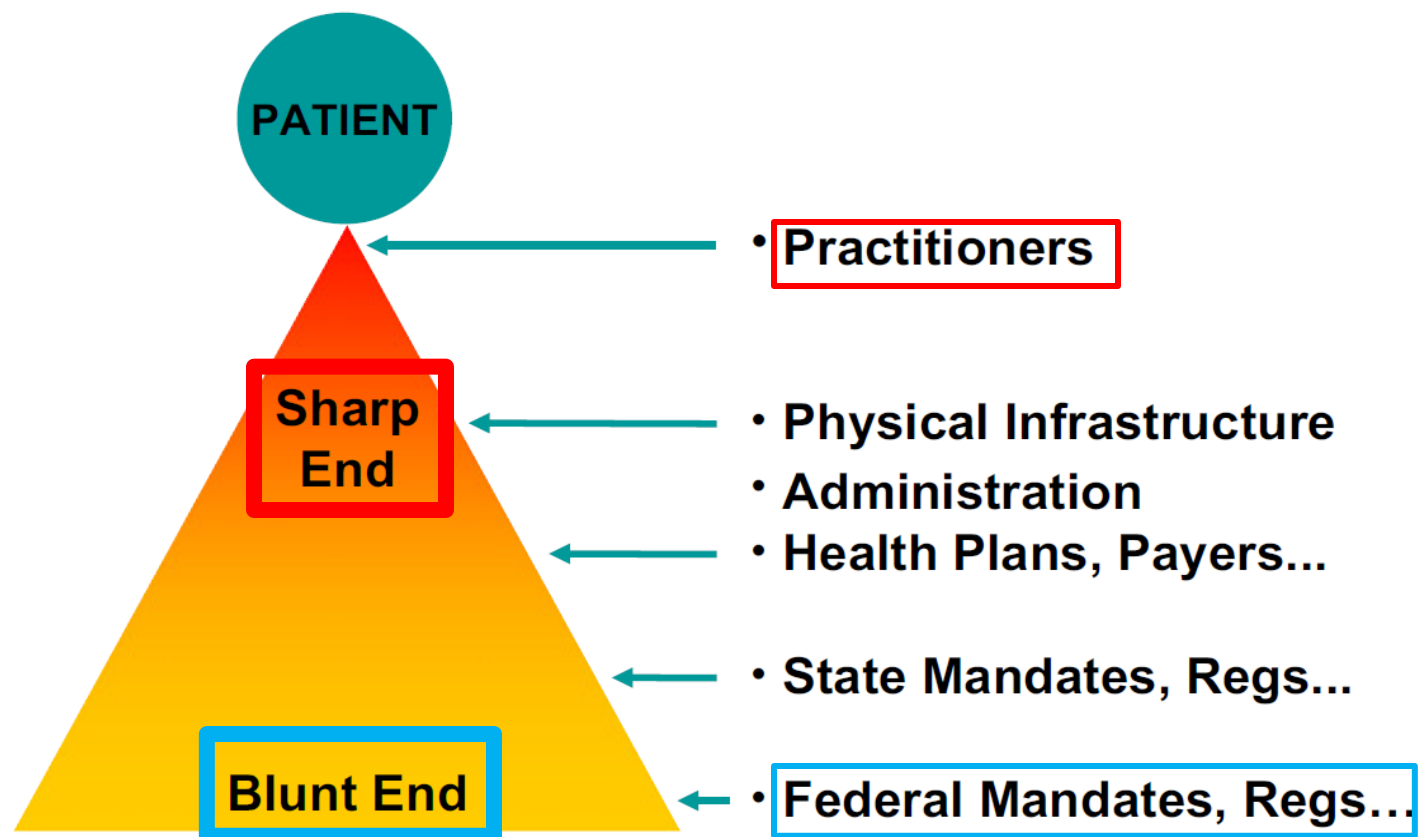 PATIENT
• Practitioners
Sharp
End
• Physical Infrastructure
• Administration
• Health Plans, Payers...
• State Mandates, Regs...
Blunt End
• Federal Mandates, Regs...